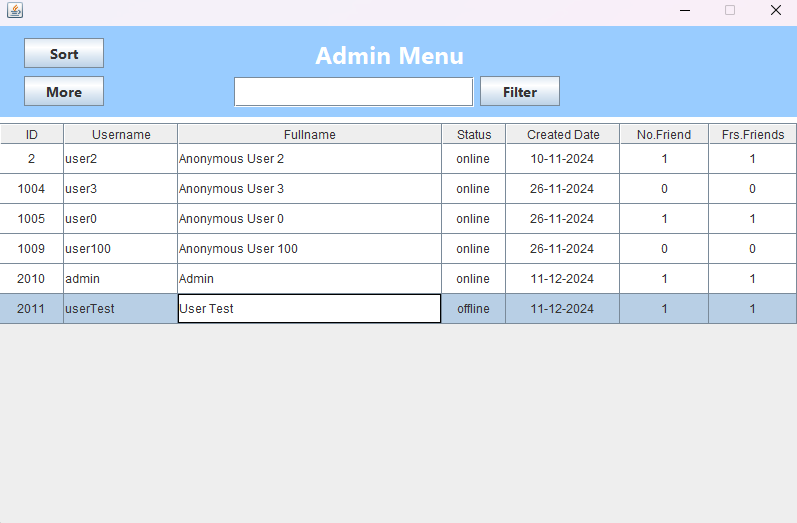 Sort
Admin Menu
More
Filter
ID Username Fullname Status Created Date No.Friend Frs.Friends
2 user2 Anonymous User 2 online 10-11-2024 1 1
1004 user3 Anonymous User 3 online 26-11-2024 0 0
1005 user0 Anonymous User 0 online 26-11-2024 1 1
1009 user100 Anonymous User 100 online 26-11-2024 0 0
2010 admin Admin online 11-12-2024 1 1
2011 userTest User Test offline 11-12-2024 1 1